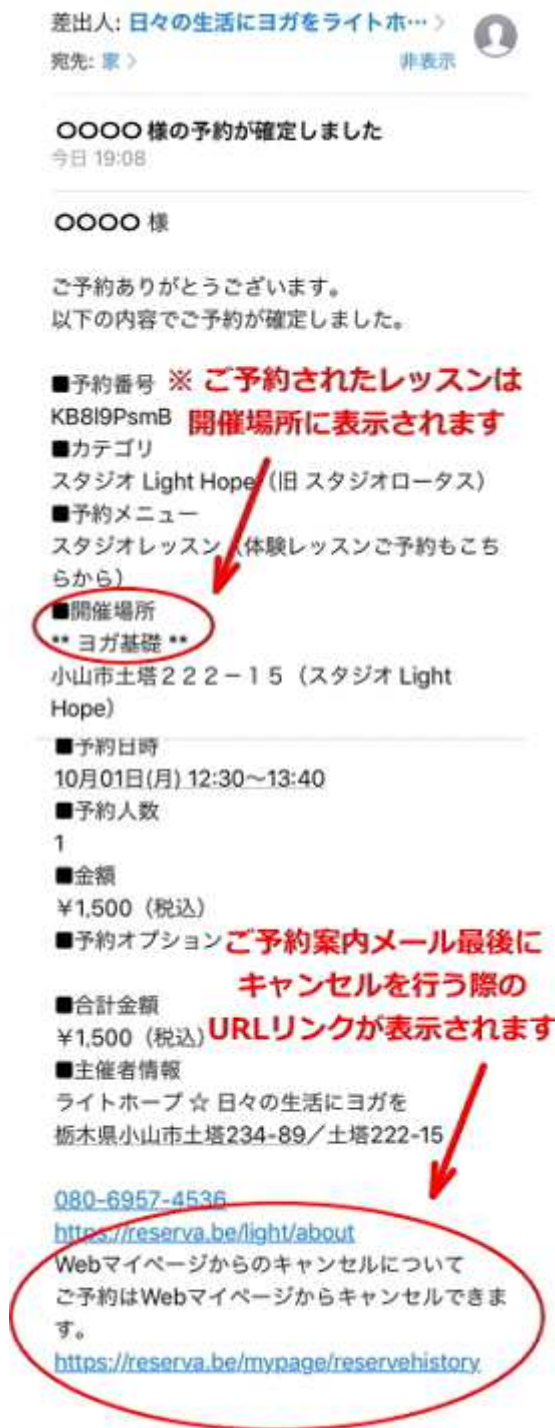 差出人: 日々の生活にヨガをライトホ… >
宛先: 家 >
非表示
〇〇〇〇 様の予約が確定しました
今日 19:08
〇〇〇〇 様
ご予約ありがとうございます。
以下の内容でご予約が確定しました。
■予約番号
※ ご予約されたレッスンは
KB8l9PsmB
開催場所に表示されます
■カテゴリ
スタジオ Light Hope（旧 スタジオロータス）
■予約メニュー
スタジオレッスン（体験レッスンご予約もこち
らから）
■開催場所
** ヨガ基礎 **
小山市土塔２２２－１５（スタジオ Light
Hope）
■予約日時
10月01日(月) 12:30～13:40
■予約人数
1
■金額
￥1,500（税込）
■予約オプション
ご予約案内メール最後に
キャンセルを行う際の
URLリンクが表示されます
■合計金額
￥1,500（税込）
■主催者情報
ライトホープ ☆ 日々の生活にヨガを
栃木県小山市土塔234-89／土塔222-15
080-6957-4536
https://reserva.be/light/about
Webマイページからのキャンセルについて
ご予約はWebマイページからキャンセルできま
す。
https://reserva.be/mypage/reservehistory